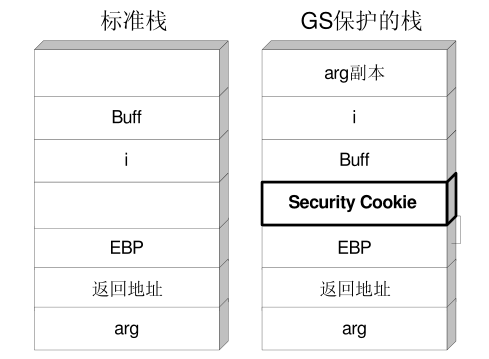 标准栈
Buff
i
EBP
返回地址
arg
GS保护的栈
arg副本
i
Buff
Security Cookie
EBP
返回地址
arg